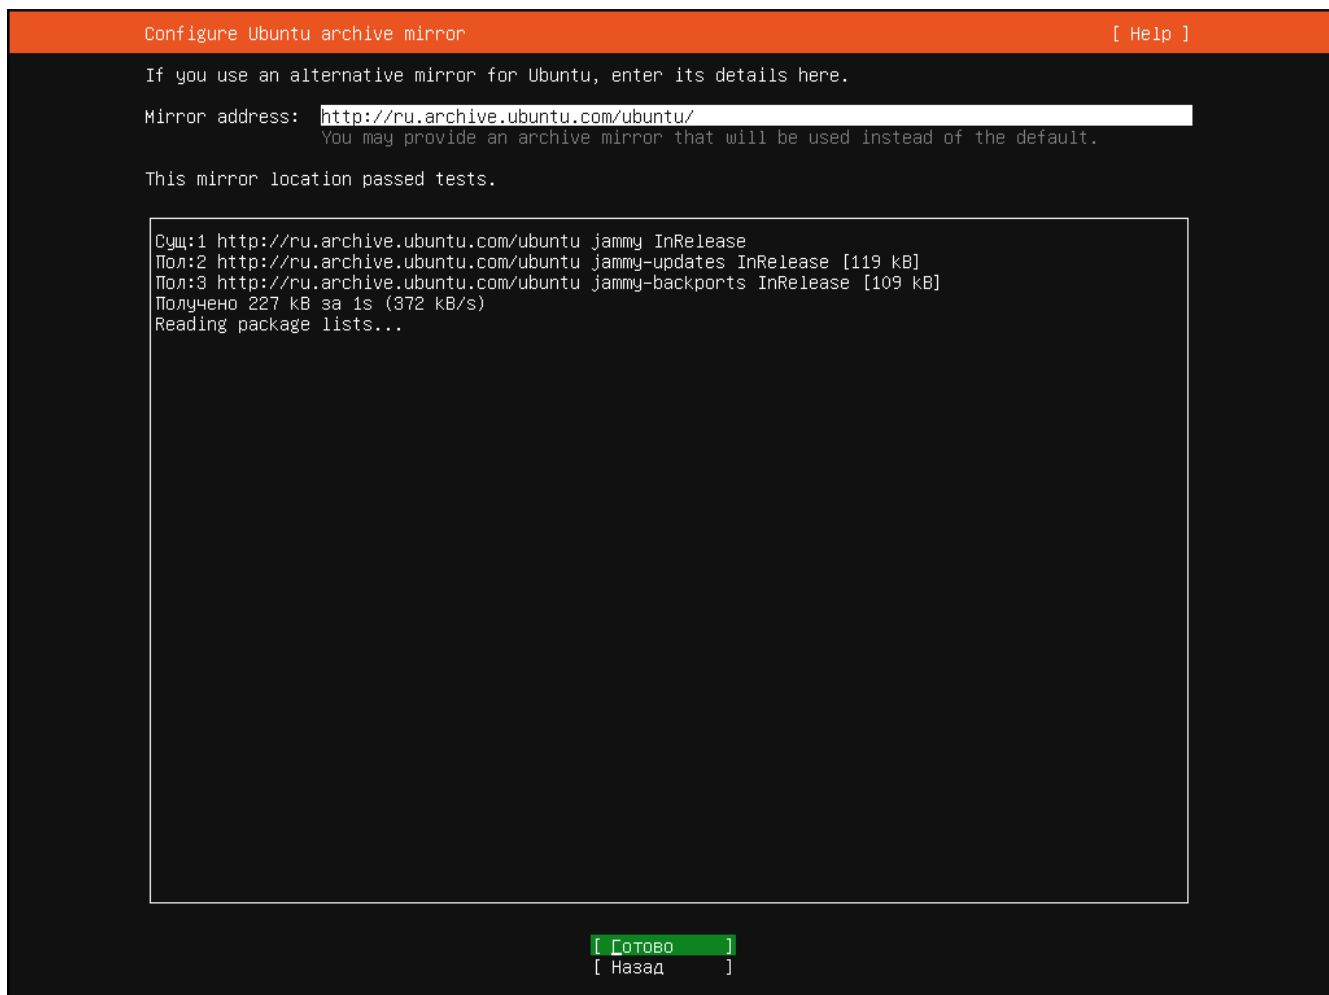 Configure Ubuntu archive mirror [ Help ]
If you use an alternative mirror for Ubuntu, enter its details here.
Mirror address: http://ru.archive.ubuntu.com/ubuntu/
You may provide an archive mirror that will be used instead of the default.
This mirror location passed tests.
Сущ:1 http://ru.archive.ubuntu.com/ubuntu jammy InRelease
Пол:2 http://ru.archive.ubuntu.com/ubuntu jammy-updates InRelease [119 kB]
Пол:3 http://ru.archive.ubuntu.com/ubuntu jammy-backports InRelease [109 kB]
Получено 227 kB за 1s (372 kB/s)
Reading package lists...
[ Готово ]
[ Назад ]